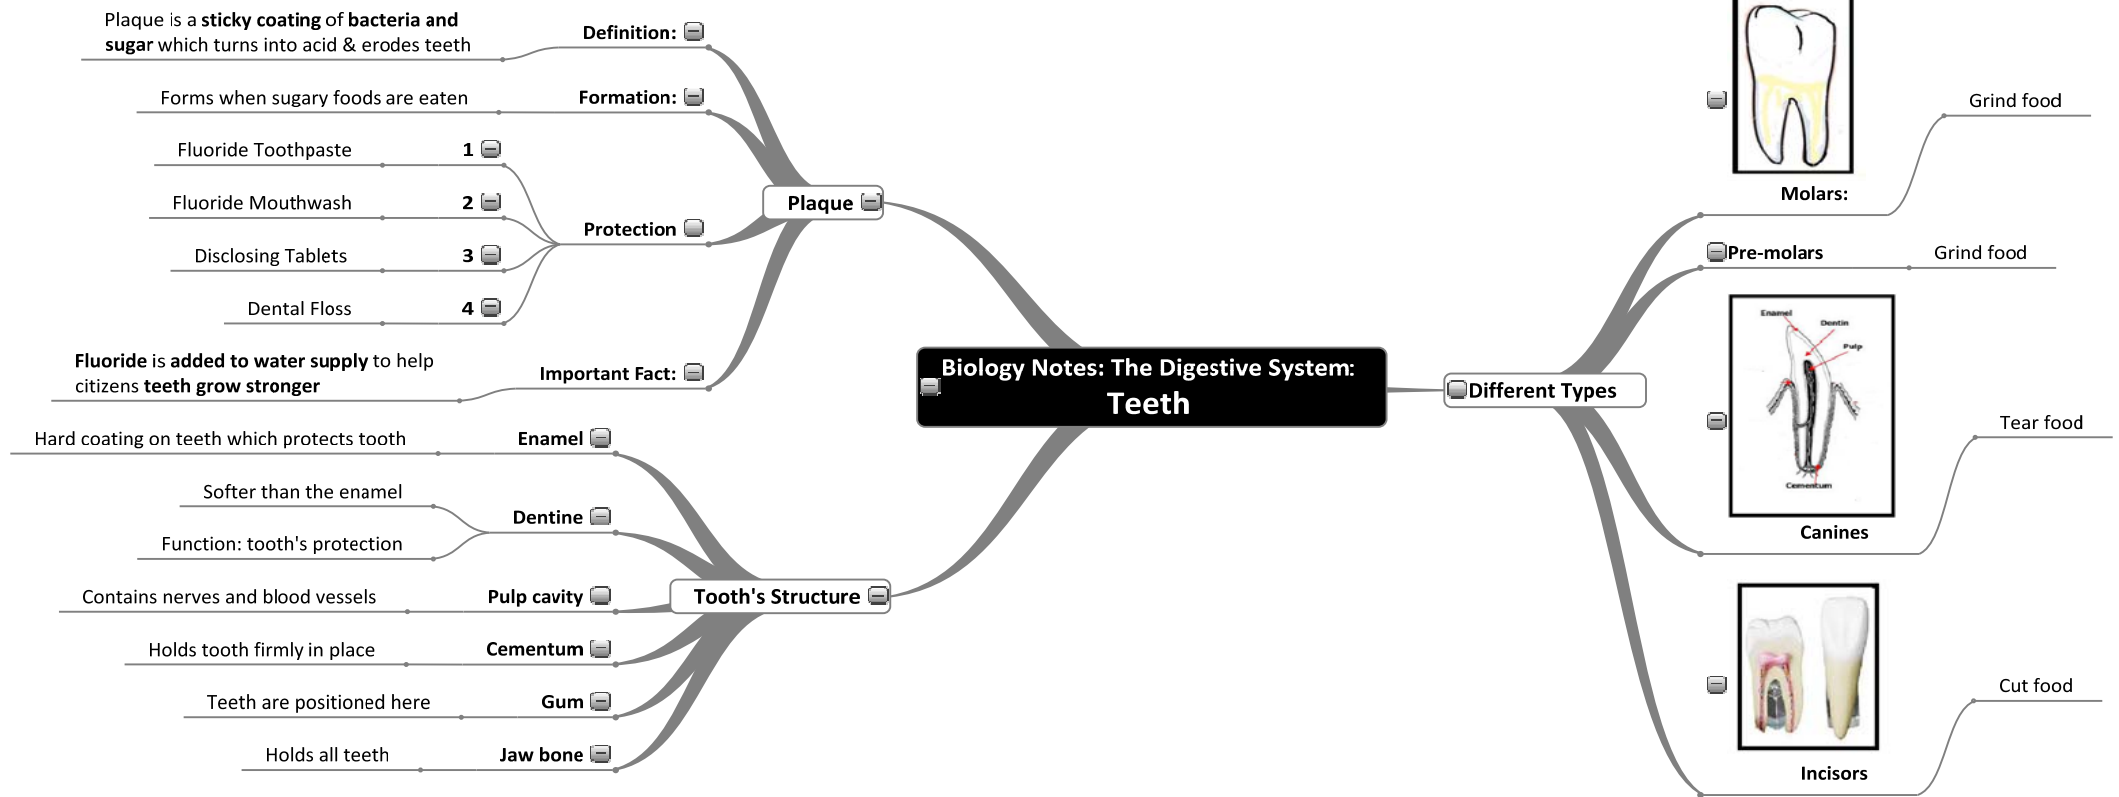 Biology Notes: The Digestive System:
Teeth
Plaque
Definition:
Plaque is a sticky coating of bacteria and
sugar which turns into acid & erodes teeth
Formation:
Forms when sugary foods are eaten
Protection
1
Fluoride Toothpaste
2
Fluoride Mouthwash
3
Disclosing Tablets
4
Dental Floss
Important Fact:
Fluoride is added to water supply to help
citizens teeth grow stronger
Tooth's Structure
Enamel
Hard coating on teeth which protects tooth
Dentine
Softer than the enamel
Function: tooth's protection
Pulp cavity
Contains nerves and blood vessels
Cementum
Holds tooth firmly in place
Gum
Teeth are positioned here
Jaw bone
Holds all teeth
Different Types
Molars:
Grind food
Pre-molars
Grind food
Enamel
Dentin
Pulp
Cementum
Canines
Tear food
Incisors
Cut food